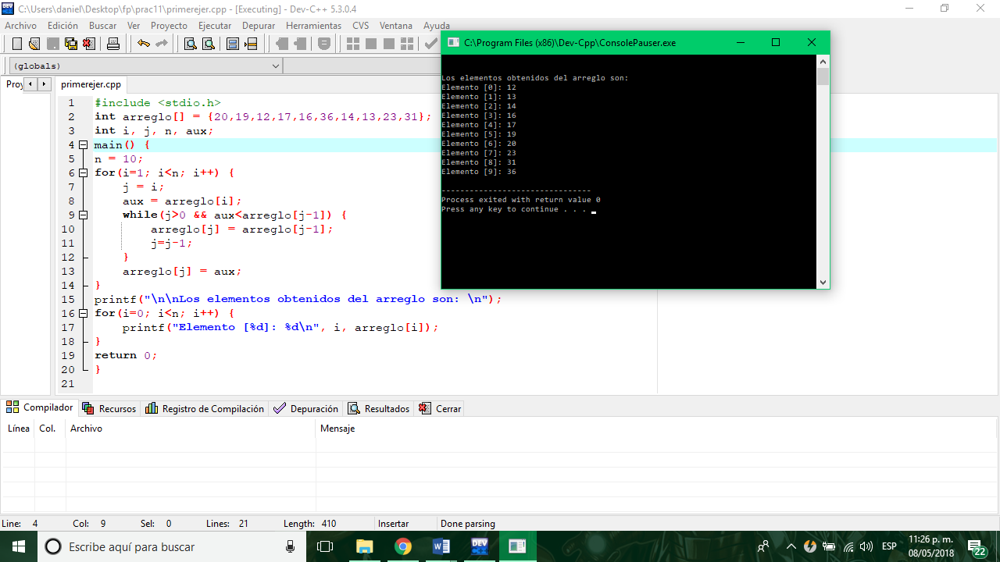 C:\Users\daniel\Desktop\fp\prac11\primerejer.cpp - [Executing] - Dev-C++ 5.3.0.4
Archivo Edición Buscar Ver Proyecto Ejecutar Depurar Herramientas CVS Ventana Ayuda
(globals)
Proy
primerejer.cpp
1 #include <stdio.h>
2 int arreglo[] = {20,19,12,17,16,36,14,13,23,31};
3 int i, j, n, aux;
4 main() {
5 n = 10;
6 for(i=1; i<n; i++) {
7 j = i;
8 aux = arreglo[i];
9 while(j>0 && aux<arreglo[j-1]) {
10 arreglo[j] = arreglo[j-1];
11 j=j-1;
12 }
13 arreglo[j] = aux;
14 }
15 printf("\n\nLos elementos obtenidos del arreglo son: \n");
16 for(i=0; i<n; i++) {
17 printf("Elemento [%d]: %d\n", i, arreglo[i]);
18 }
19 return 0;
20 }
21
C:\Program Files (x86)\Dev-Cpp\ConsolePauser.exe
Los elementos obtenidos del arreglo son:
Elemento [0]: 12
Elemento [1]: 13
Elemento [2]: 14
Elemento [3]: 16
Elemento [4]: 17
Elemento [5]: 19
Elemento [6]: 20
Elemento [7]: 23
Elemento [8]: 31
Elemento [9]: 36
--------------------------------
Process exited with return value 0
Press any key to continue . . .
Compilador Recursos Registro de Compilación Depuración Resultados Cerrar
Línea Col. Archivo Mensaje
Line: 4 Col: 9 Sel: 0 Lines: 21 Length: 410 Insertar Done parsing
Escribe aquí para buscar
DEV
ESP
11:26 p. m.
08/05/2018
22